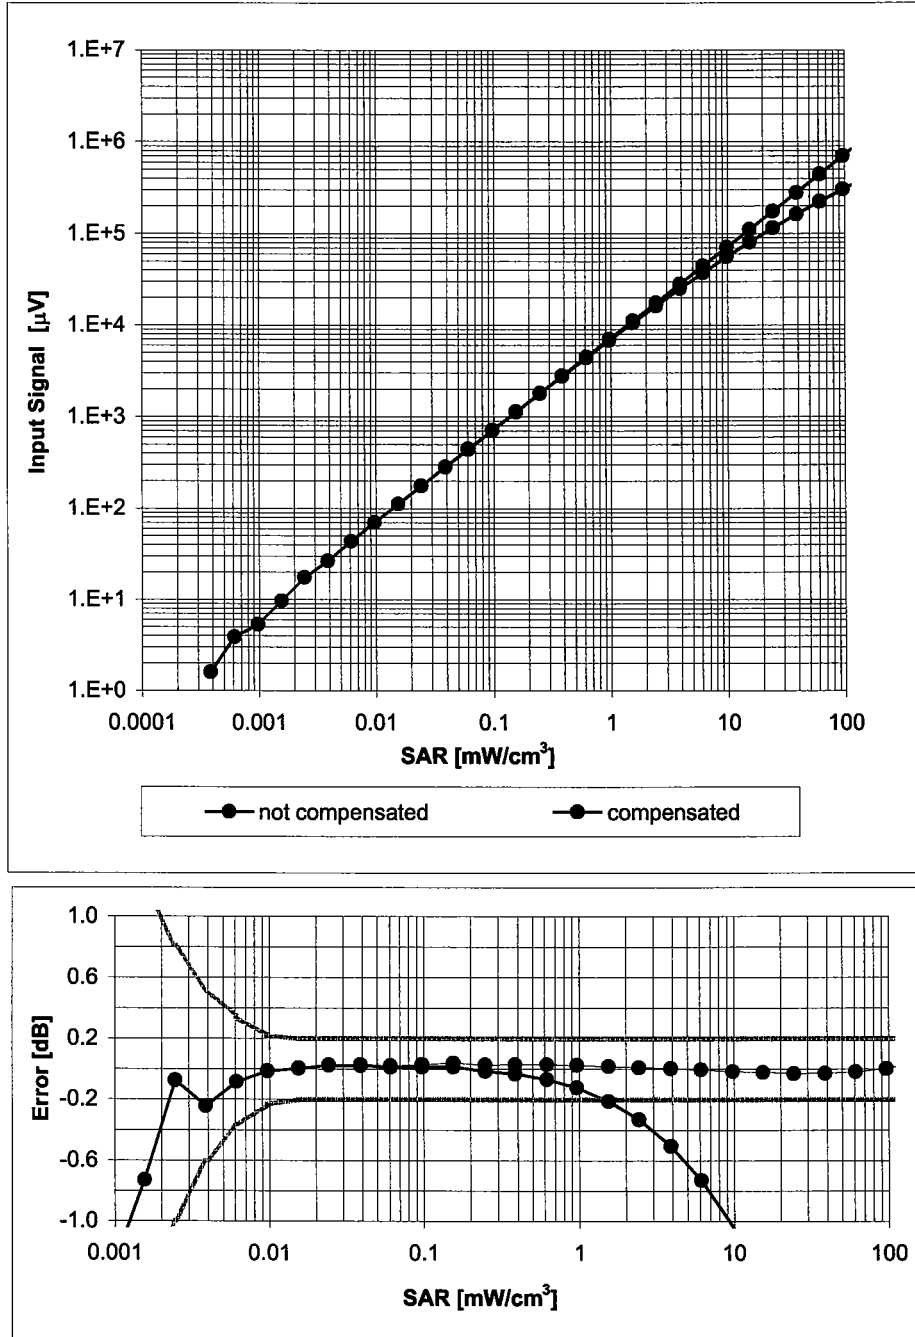 1.E+7
1.E+6
1.E+5
1.E+4
1.E+3
1.E+2
1.E+1
1.E+0
Input Signal [µV]
0.0001 0.001 0.01 0.1 1 10 100
SAR [mW/cm³]
not compensated compensated
1.0
0.6
0.2
-0.2
-0.6
-1.0
Error [dB]
0.001 0.01 0.1 1 10 100
SAR [mW/cm³]